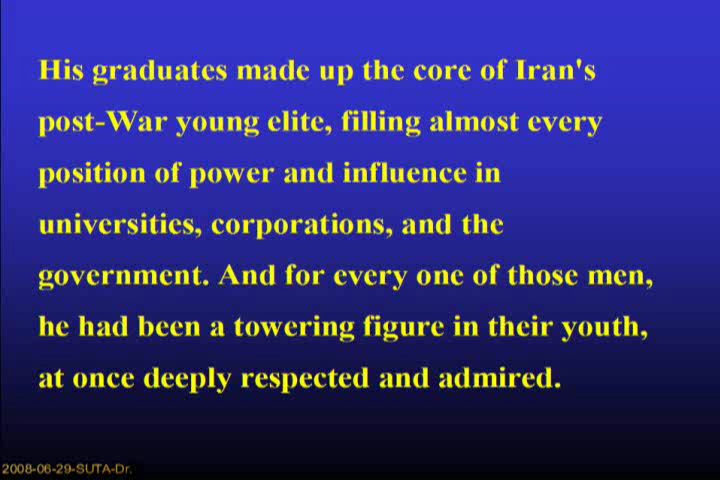 His graduates made up the core of Iran's
post-War young elite, filling almost every
position of power and influence in
universities, corporations, and the
government. And for every one of those men,
he had been a towering figure in their youth,
at once deeply respected and admired.
2008-06-29-SUTA-Dr.